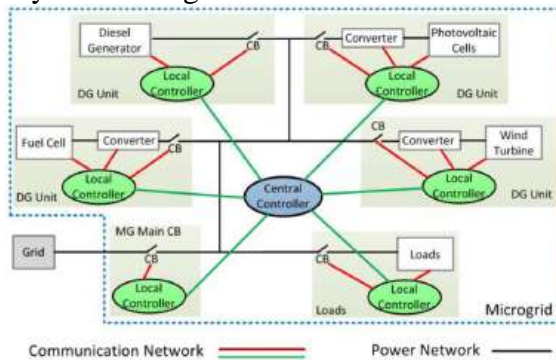 Diesel
Generator
CB
CB
Converter
Photovoltaic
Cells
Local
Controller
Local
Controller
DG Unit
DG Unit
Fuel Cell
Converter
CB
CB
Converter
Wind
Turbine
Local
Controller
Local
Controller
DG Unit
DG Unit
Central
Controller
MG Main CB
Grid
CB
CB
Loads
Local
Controller
Local
Controller
Loads
Microgrid
Communication Network
Power Network